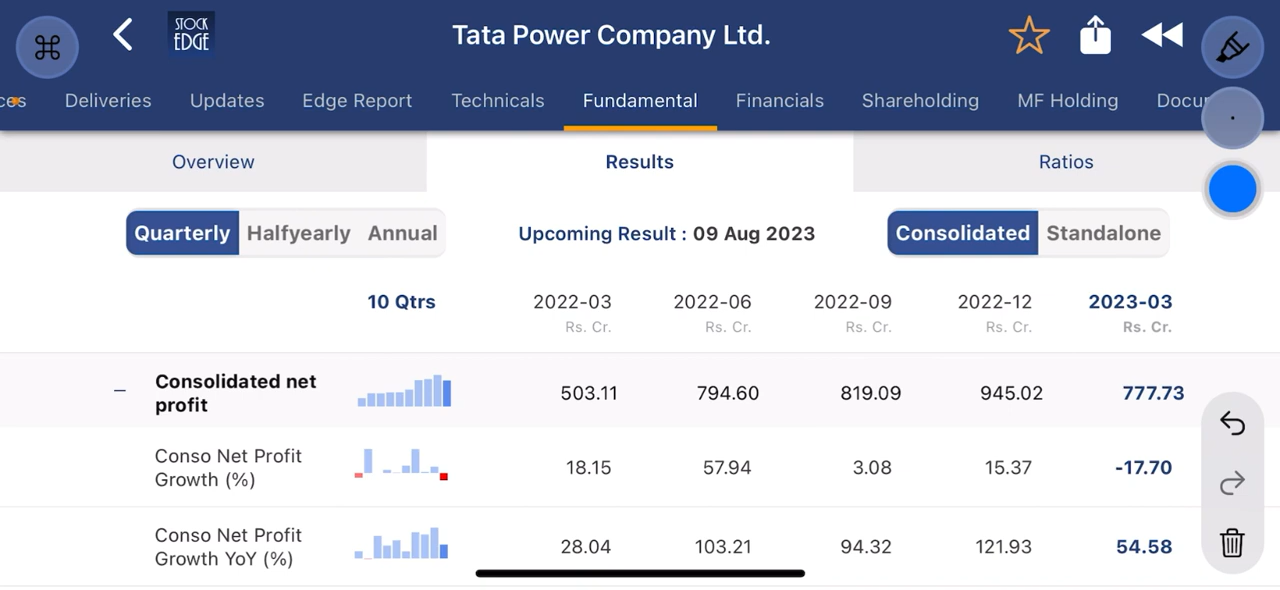 STOCK
EDGE
Tata Power Company Ltd.
ces Deliveries Updates Edge Report Technicals Fundamental Financials Shareholding MF Holding Docu
Overview Results Ratios
Quarterly Halfyearly Annual Upcoming Result : 09 Aug 2023 Consolidated Standalone
10 Qtrs 2022-03 2022-06 2022-09 2022-12 2023-03
Rs. Cr. Rs. Cr. Rs. Cr. Rs. Cr. Rs. Cr.
– Consolidated net
profit 503.11 794.60 819.09 945.02 777.73
Conso Net Profit
Growth (%) 18.15 57.94 3.08 15.37 -17.70
Conso Net Profit
Growth YoY (%) 28.04 103.21 94.32 121.93 54.58